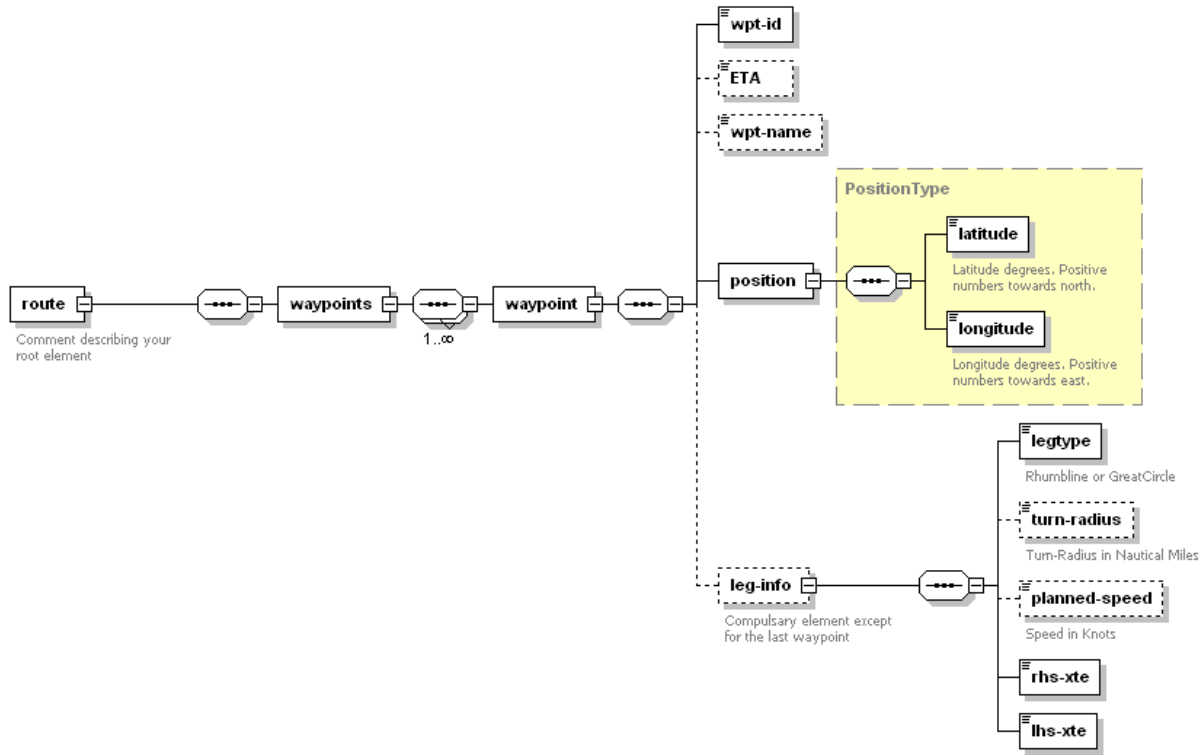 wpt-id
ETA
wpt-name
PositionType
latitude
Latitude degrees. Positive
numbers towards north.
position
route
Comment describing your
root element
waypoints
1..∞
waypoint
longitude
Longitude degrees. Positive
numbers towards east.
legtype
Rhumbline or GreatCircle
turn-radius
Turn-Radius in Nautical Miles
leg-info
Compulsary element except
for the last waypoint
planned-speed
Speed in Knots
rhs-xte
lhs-xte